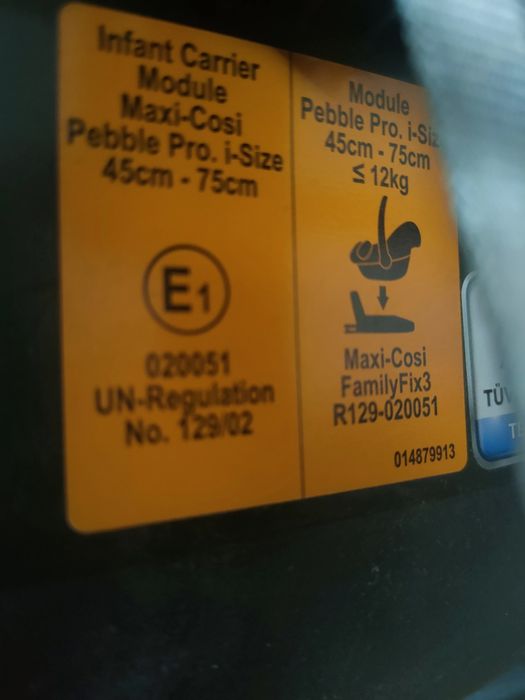 Infant Carrier
Module
Maxi-Cosi
Pebble Pro. i-Size
45cm - 75cm
E1
020051
UN-Regulation
No. 129/02
Module
Pebble Pro. i-Siz
45cm - 75cm
≤ 12kg
Maxi-Cosi
FamilyFix3
R129-020051
014879913
TÜV